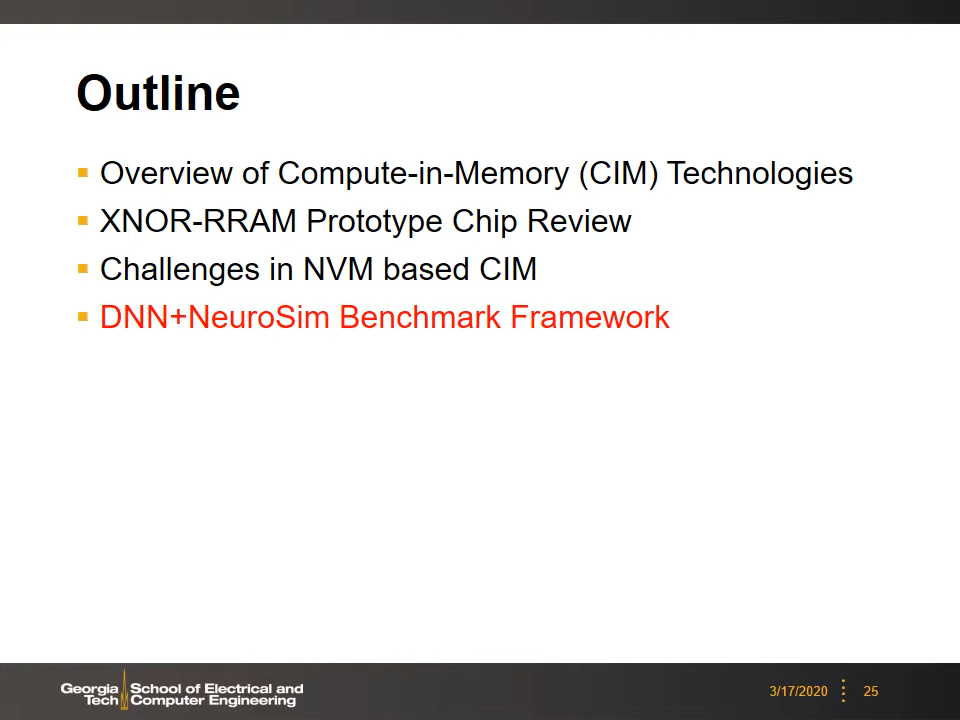 Outline
▪ Overview of Compute-in-Memory (CIM) Technologies
▪ XNOR-RRAM Prototype Chip Review
▪ Challenges in NVM based CIM
▪ DNN+NeuroSim Benchmark Framework
Georgia Tech School of Electrical and Computer Engineering
3/17/2020 25